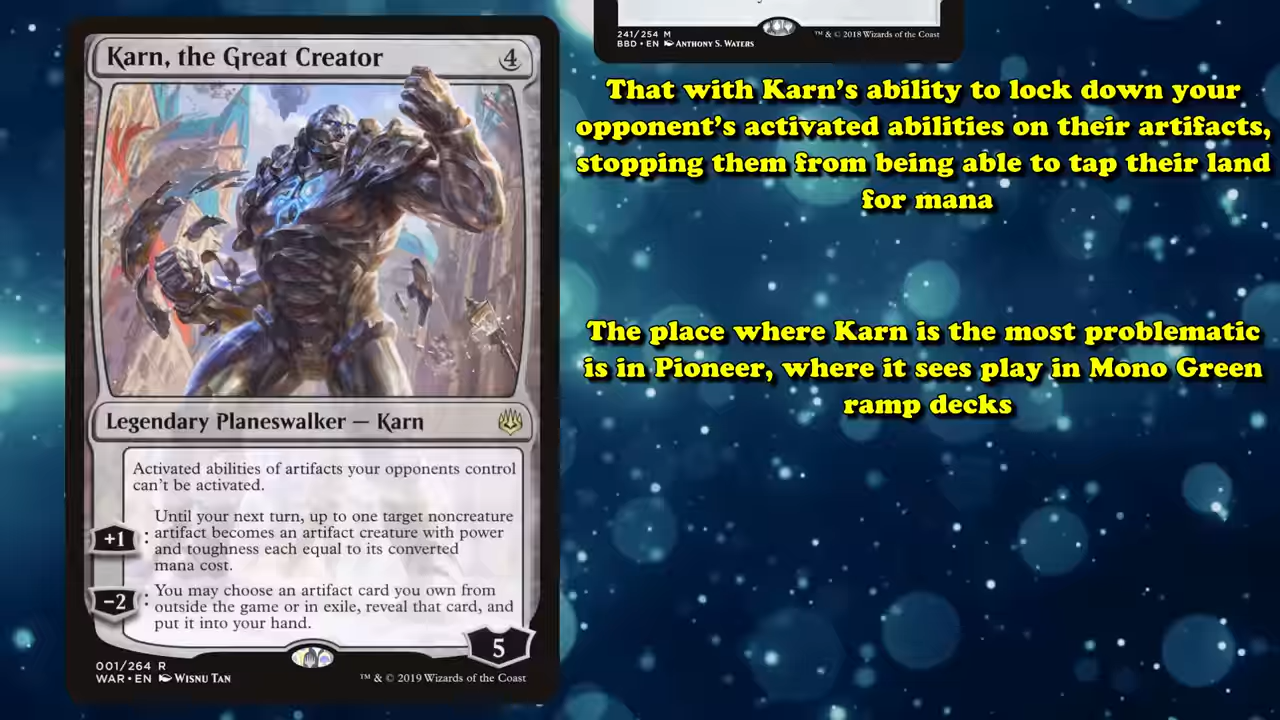 Karn, the Great Creator 4
Legendary Planeswalker — Karn
Activated abilities of artifacts your opponents control
can't be activated.
+1 : Until your next turn, up to one target noncreature
artifact becomes an artifact creature with power
and toughness each equal to its converted
mana cost.
−2 : You may choose an artifact card you own from
outside the game or in exile, reveal that card, and
put it into your hand.
5
001/264 R
WAR • EN Wisnu Tan
™ & © 2019 Wizards of the Coast
241/254 M
BBD • EN Anthony S. Waters
™ & © 2018 Wizards of the Coast
That with Karn's ability to lock down your
opponent's activated abilities on their artifacts,
stopping them from being able to tap their land
for mana
The place where Karn is the most problematic
is in Pioneer, where it sees play in Mono Green
ramp decks